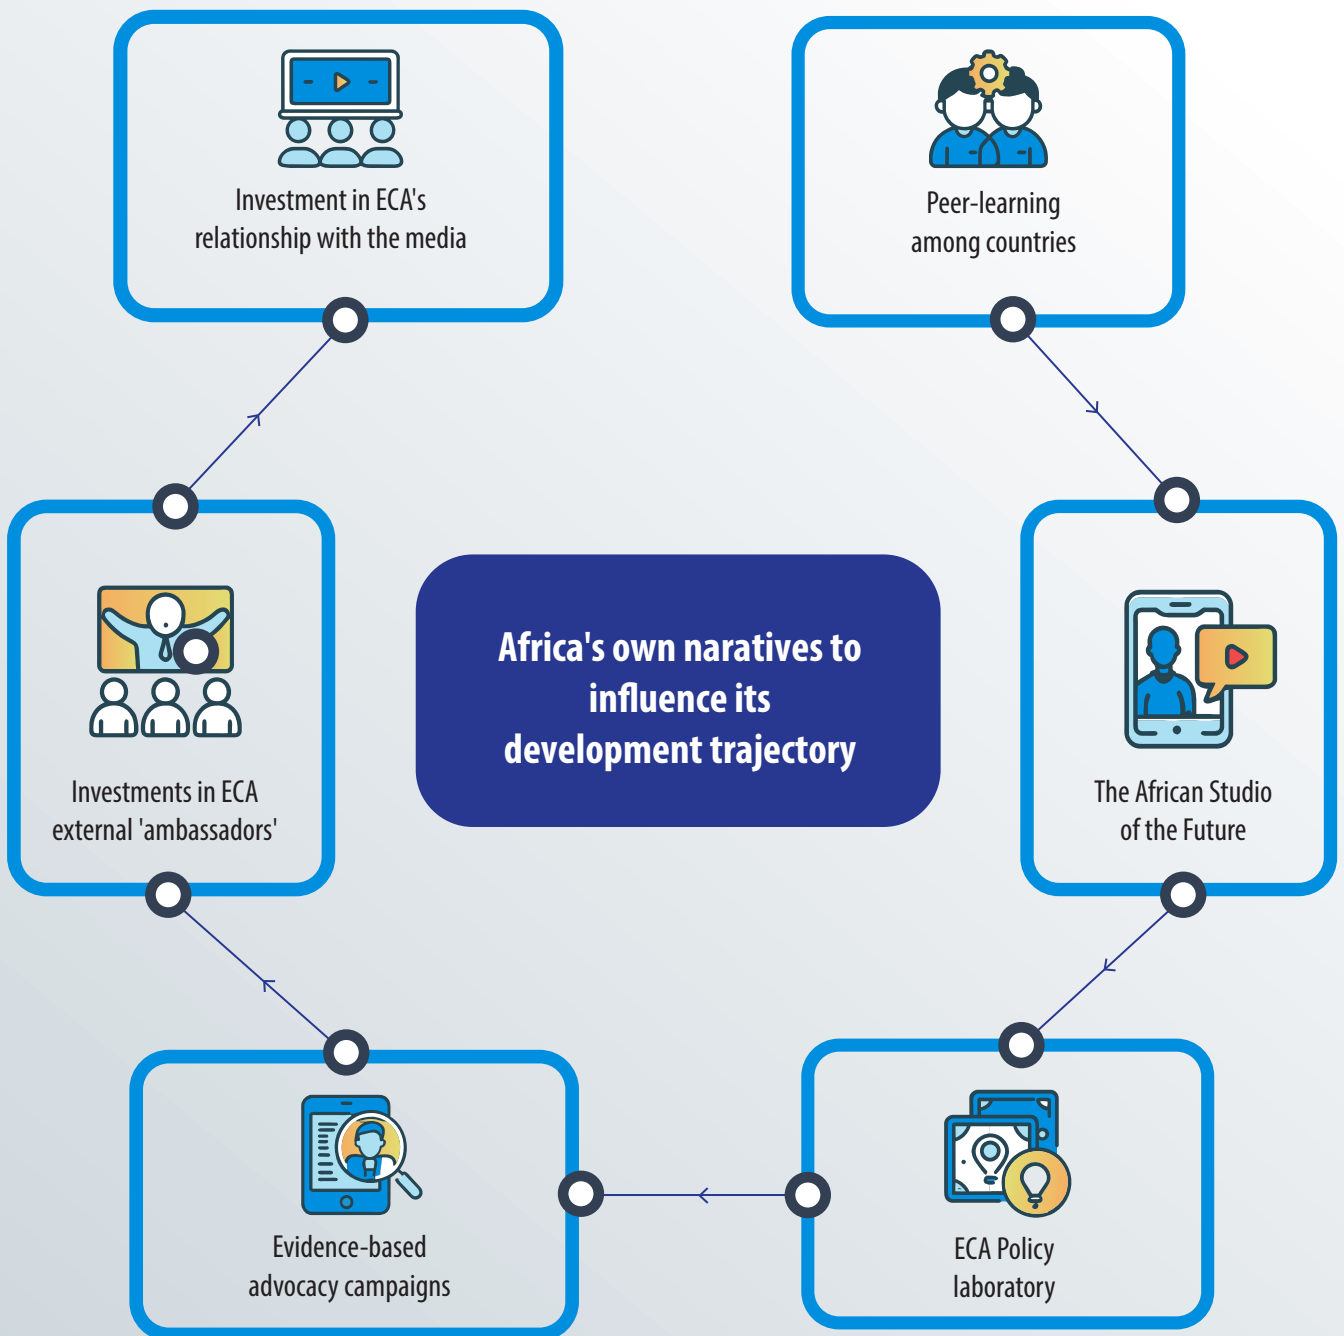 Investment in ECA's
relationship with the media
Peer-learning
among countries
Africa's own naratives to
influence its
development trajectory
Investments in ECA
external 'ambassadors'
The African Studio
of the Future
Evidence-based
advocacy campaigns
ECA Policy
laboratory